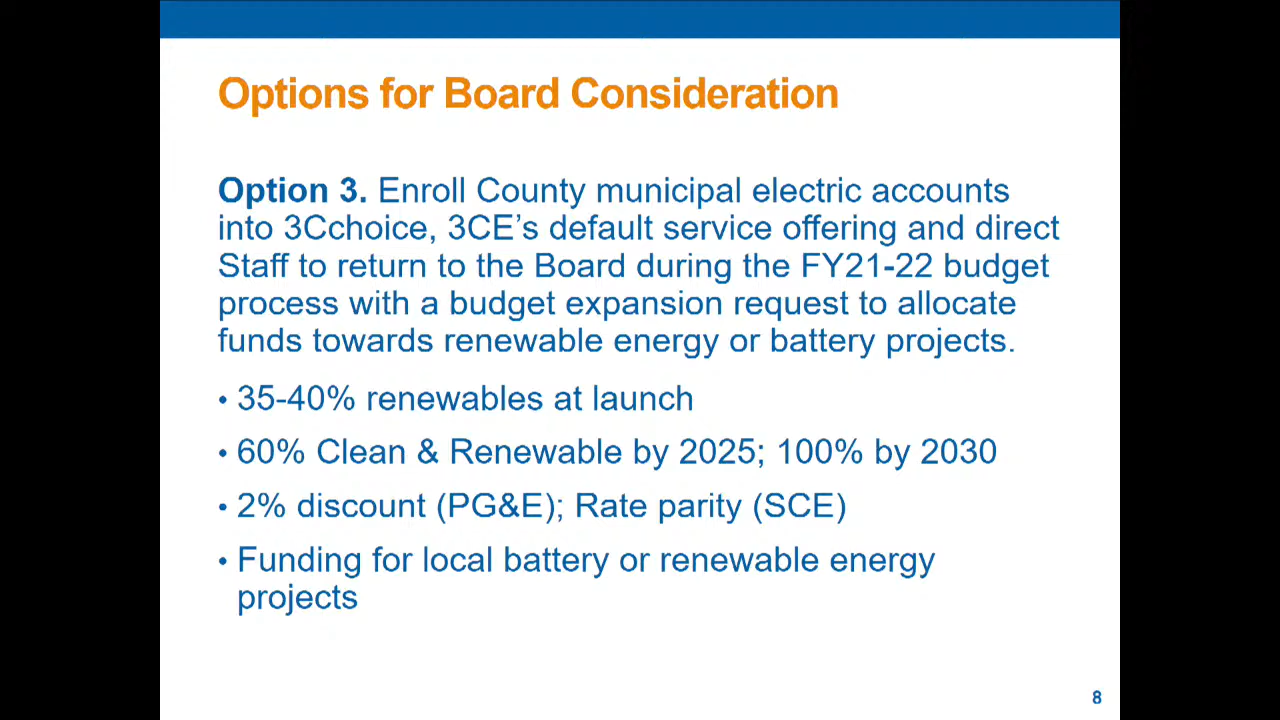 Options for Board Consideration
Option 3. Enroll County municipal electric accounts
into 3Cchoice, 3CE’s default service offering and direct
Staff to return to the Board during the FY21-22 budget
process with a budget expansion request to allocate
funds towards renewable energy or battery projects.
• 35-40% renewables at launch
• 60% Clean & Renewable by 2025; 100% by 2030
• 2% discount (PG&E); Rate parity (SCE)
• Funding for local battery or renewable energy
projects
8